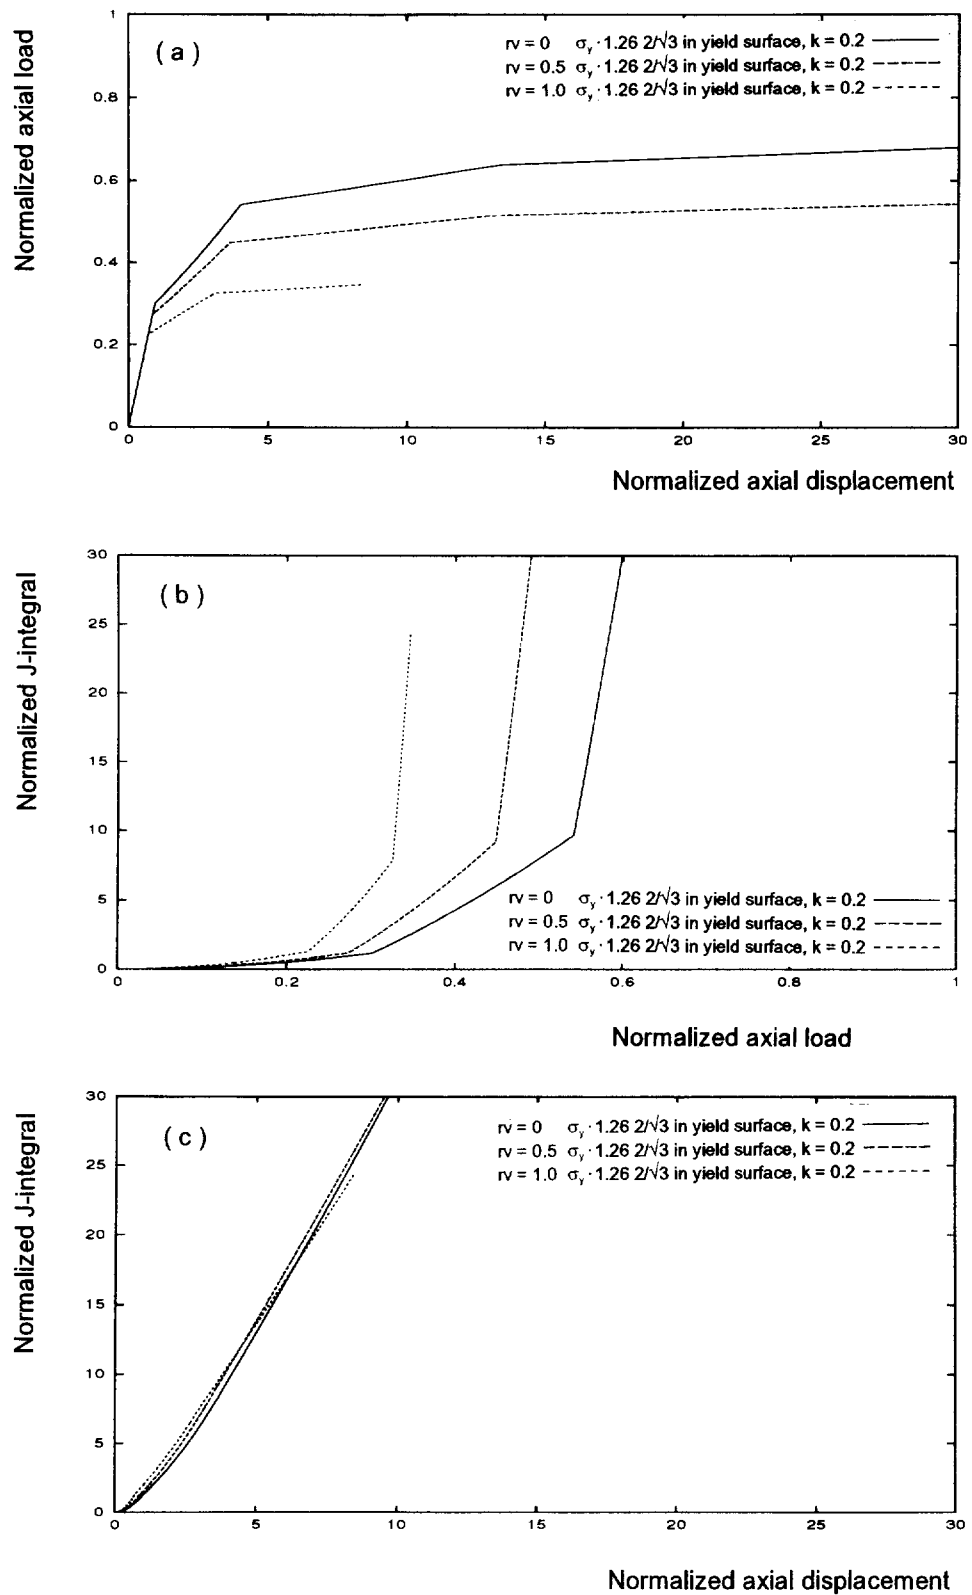 ( a )
rv = 0 σy · 1.26 2/√3 in yield surface, k = 0.2
rv = 0.5 σy · 1.26 2/√3 in yield surface, k = 0.2
rv = 1.0 σy · 1.26 2/√3 in yield surface, k = 0.2
Normalized axial load
1
0.8
0.6
0.4
0.2
0
0 5 10 15 20 25 30
Normalized axial displacement
( b )
Normalized J-integral
30
25
20
15
10
5
0
rv = 0 σy · 1.26 2/√3 in yield surface, k = 0.2
rv = 0.5 σy · 1.26 2/√3 in yield surface, k = 0.2
rv = 1.0 σy · 1.26 2/√3 in yield surface, k = 0.2
0 0.2 0.4 0.6 0.8 1
Normalized axial load
( c )
rv = 0 σy · 1.26 2/√3 in yield surface, k = 0.2
rv = 0.5 σy · 1.26 2/√3 in yield surface, k = 0.2
rv = 1.0 σy · 1.26 2/√3 in yield surface, k = 0.2
Normalized J-integral
30
25
20
15
10
5
0
0 5 10 15 20 25 30
Normalized axial displacement